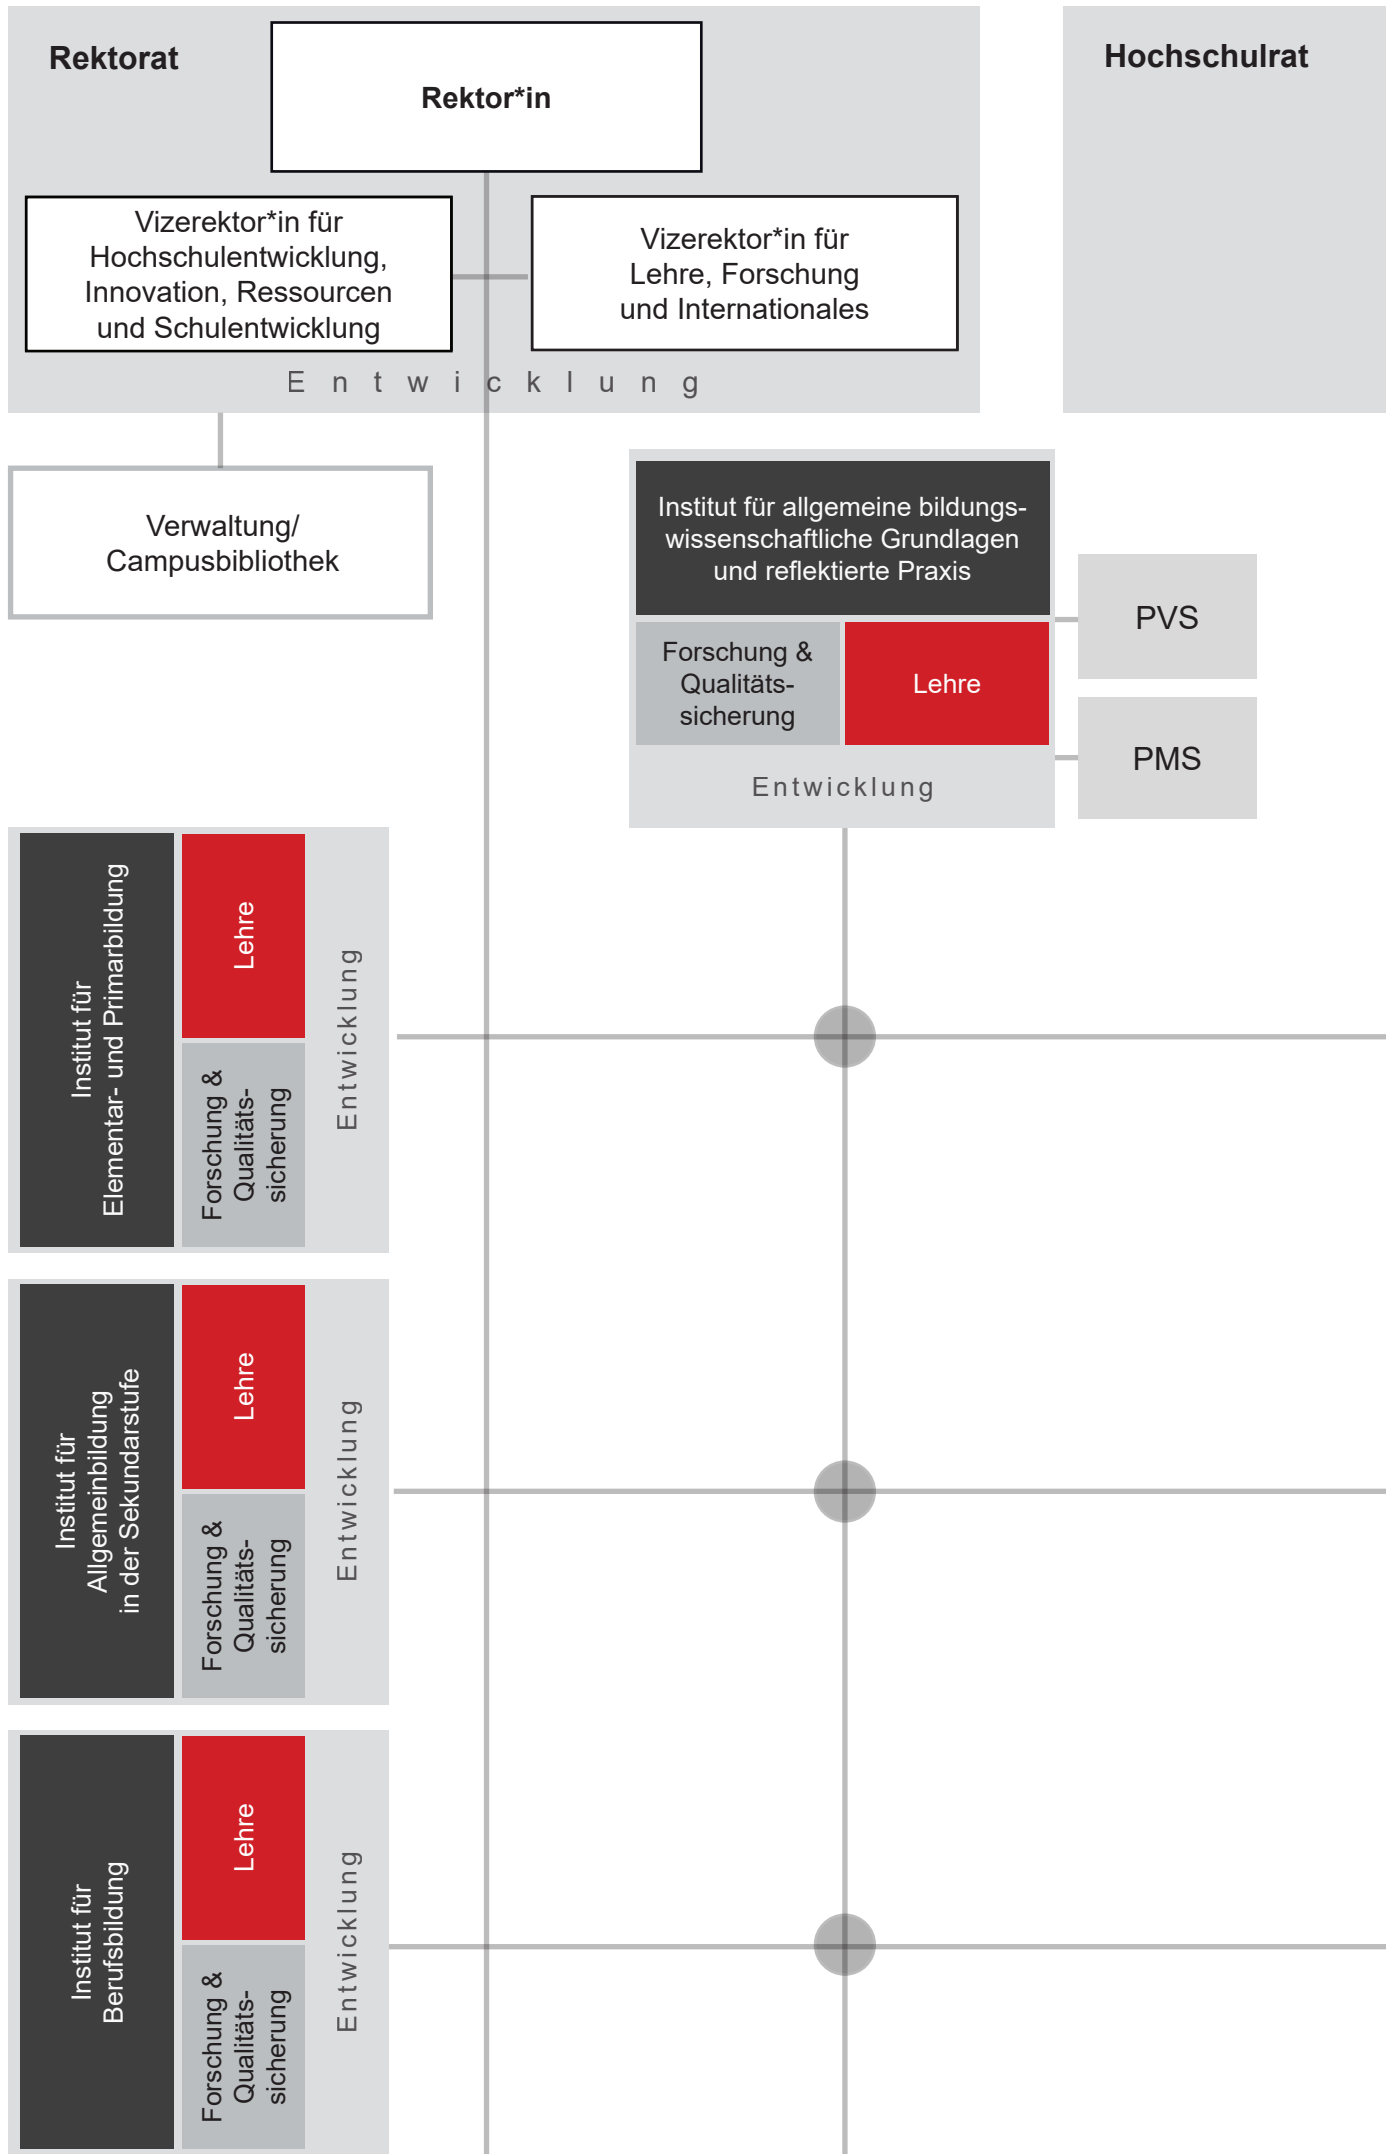 Rektorat
Rektor*in
Hochschulrat
Vizerektor*in für
Hochschulentwicklung,
Innovation, Ressourcen
und Schulentwicklung
Vizerektor*in für
Lehre, Forschung
und Internationales
Entwicklung
Verwaltung/
Campusbibliothek
Institut für allgemeine bildungs-
wissenschaftliche Grundlagen
und reflektierte Praxis
Forschung &
Qualitäts-
sicherung
Lehre
Entwicklung
PVS
PMS
Institut für
Elementar- und Primarbildung
Lehre
Forschung &
Qualitäts-
sicherung
Entwicklung
Institut für
Allgemeinbildung
in der Sekundarstufe
Lehre
Forschung &
Qualitäts-
sicherung
Entwicklung
Institut für
Berufsbildung
Lehre
Forschung &
Qualitäts-
sicherung
Entwicklung